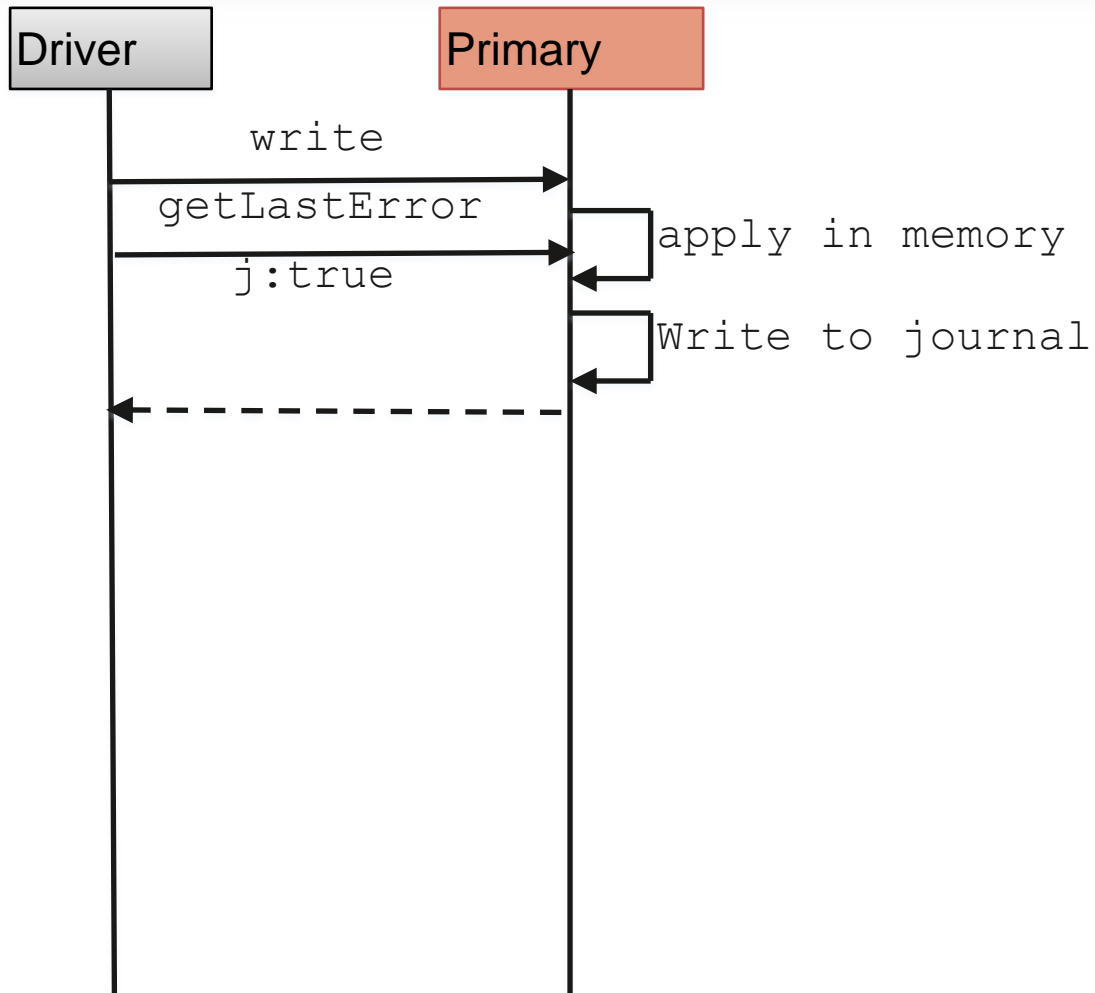 Driver
Primary
write
getLastError
apply in memory
j:true
Write to journal